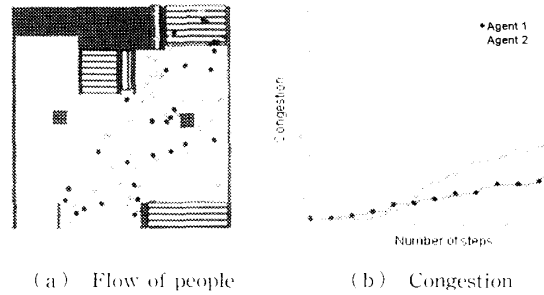 Agent 1
Agent 2
Congestion
Number of steps
(a) Flow of people
(b) Congestion